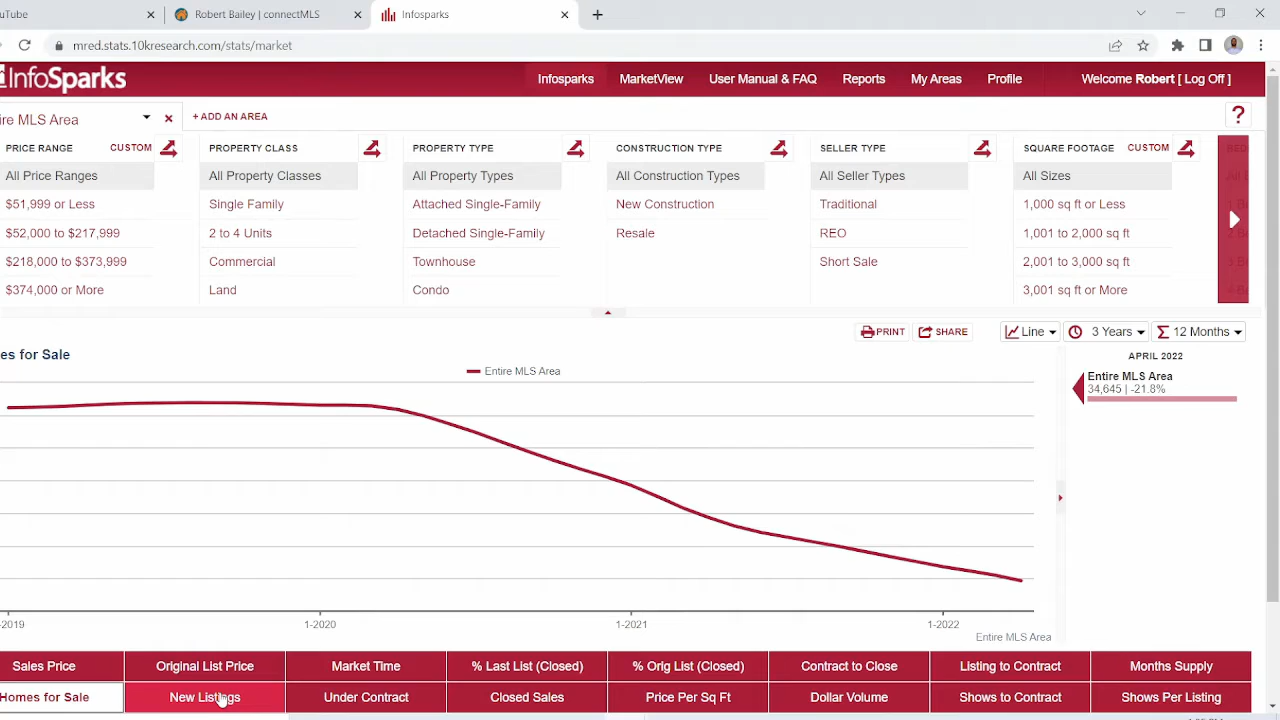 uTube
Robert Bailey | connectMLS
Infosparks
mred.stats.10kresearch.com/stats/market
InfoSparks
Infosparks
MarketView
User Manual & FAQ
Reports
My Areas
Profile
Welcome Robert [ Log Off ]
ire MLS Area
+ ADD AN AREA
?
PRICE RANGE CUSTOM
All Price Ranges
$51,999 or Less
$52,000 to $217,999
$218,000 to $373,999
$374,000 or More
PROPERTY CLASS
All Property Classes
Single Family
2 to 4 Units
Commercial
Land
PROPERTY TYPE
All Property Types
Attached Single-Family
Detached Single-Family
Townhouse
Condo
CONSTRUCTION TYPE
All Construction Types
New Construction
Resale
SELLER TYPE
All Seller Types
Traditional
REO
Short Sale
SQUARE FOOTAGE CUSTOM
All Sizes
1,000 sq ft or Less
1,001 to 2,000 sq ft
2,001 to 3,000 sq ft
3,001 sq ft or More
PRINT
SHARE
Line
3 Years
12 Months
es for Sale
Entire MLS Area
APRIL 2022
Entire MLS Area
34,645 | -21.8%
-2019
1-2020
1-2021
1-2022
Entire MLS Area
Sales Price
Original List Price
Market Time
% Last List (Closed)
% Orig List (Closed)
Contract to Close
Listing to Contract
Months Supply
Homes for Sale
New Listings
Under Contract
Closed Sales
Price Per Sq Ft
Dollar Volume
Shows to Contract
Shows Per Listing